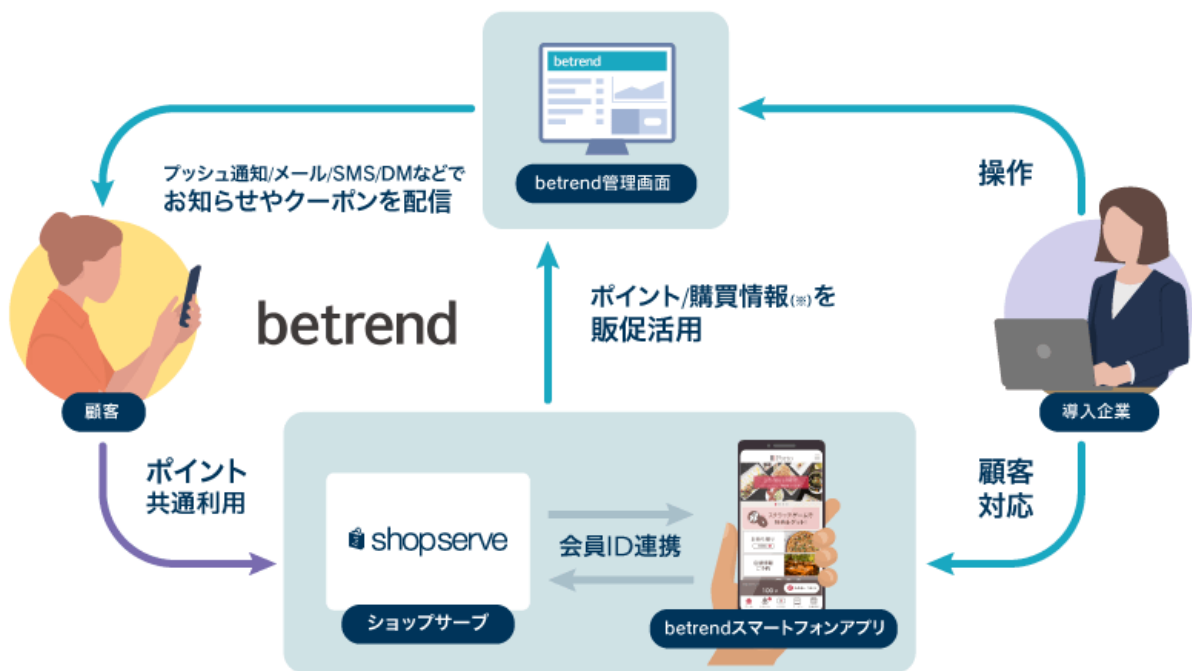 betrend
betrend管理画面
プッシュ通知/メール/SMS/DMなどで
お知らせやクーポンを配信
操作
betrend
ポイント/購買情報(※)を
販促活用
顧客
導入企業
ポイント
共通利用
shopserve
ショップサーブ
会員ID連携
betrendスマートフォンアプリ
顧客
対応